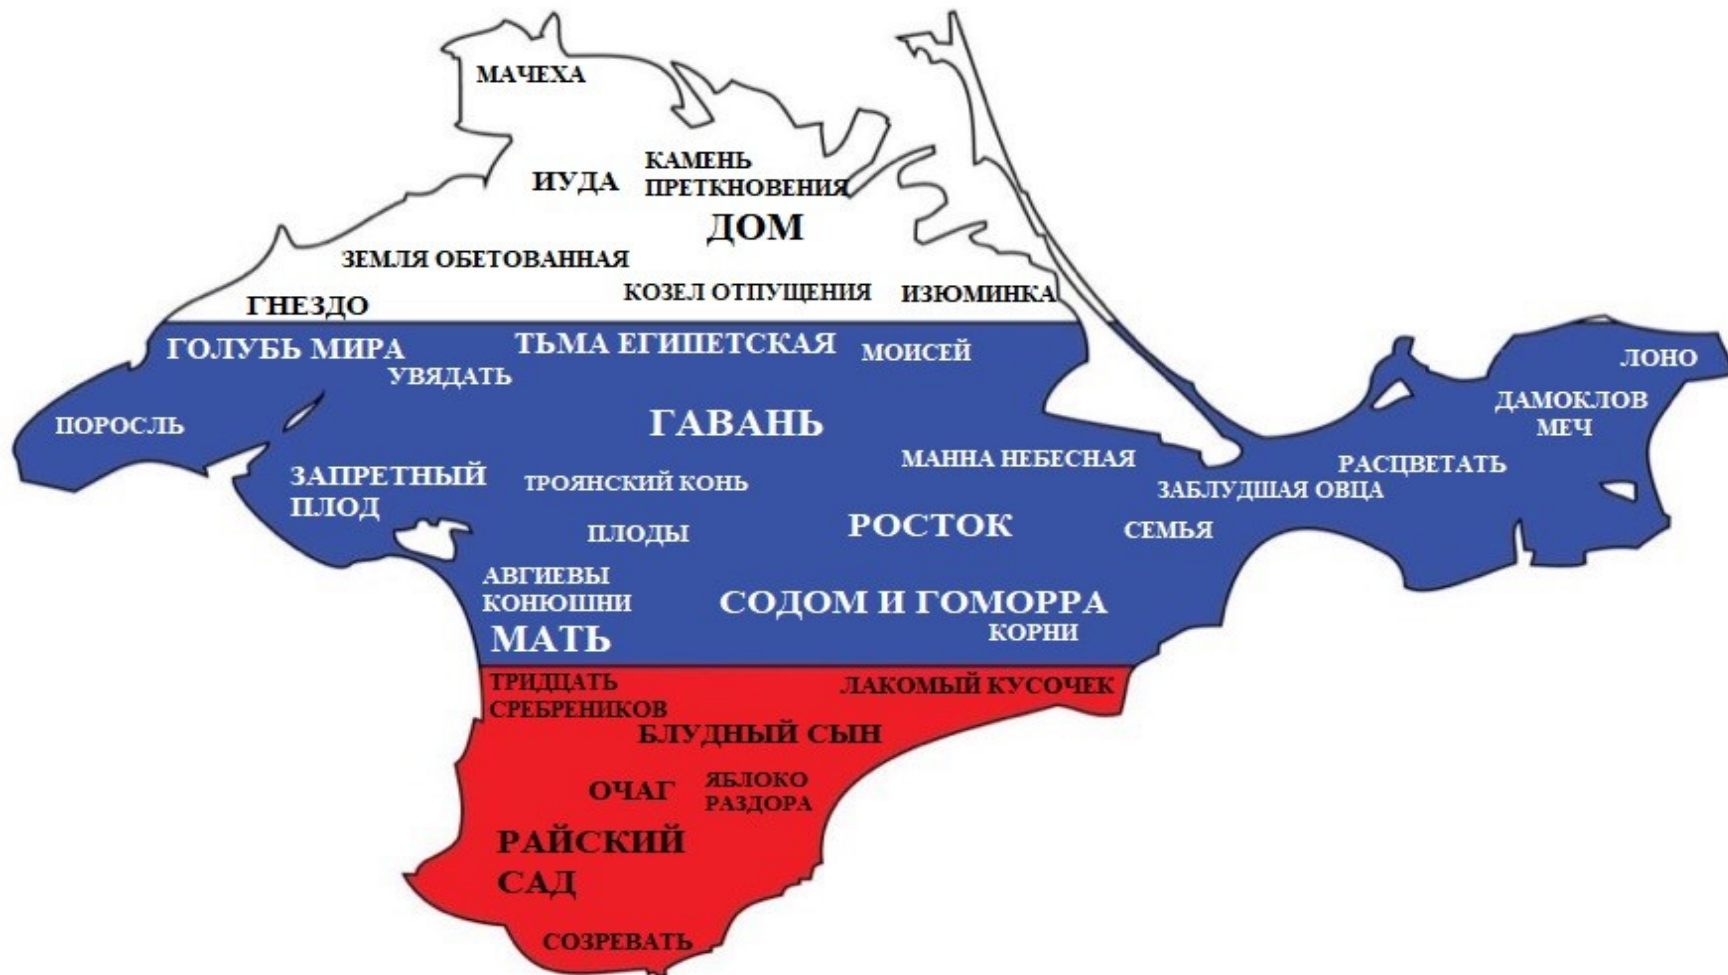 МАЧЕХА
ИУДА
КАМЕНЬ
ПРЕТКНОВЕНИЯ
ДОМ
ЗЕМЛЯ ОБЕТОВАННАЯ
КОЗЕЛ ОТПУЩЕНИЯ
ИЗЮМИНКА
ГНЕЗДО
ГОЛУБЬ МИРА
ТЬМА ЕГИПЕТСКАЯ
МОИСЕЙ
ЛОНО
УВЯДАТЬ
ДАМОКЛОВ
МЕЧ
ПОРОСЛЬ
ГАВАНЬ
МАННА НЕБЕСНАЯ
РАСЦВЕТАТЬ
ЗАПРЕТНЫЙ
ПЛОД
ТРОЯНСКИЙ КОНЬ
ЗАБЛУДШАЯ ОВЦА
ПЛОДЫ
РОСТОК
СЕМЬЯ
АВГИЕВЫ
КОНЮШНИ
СОДОМ И ГОМОРРА
МАТЬ
КОРНИ
ТРИДЦАТЬ
СРЕБРЕНИКОВ
ЛАКОМЫЙ КУСОЧЕК
БЛУДНЫЙ СЫН
ОЧАГ
ЯБЛОКО
РАЗДОРА
РАЙСКИЙ
САД
СОЗРЕВАТЬ